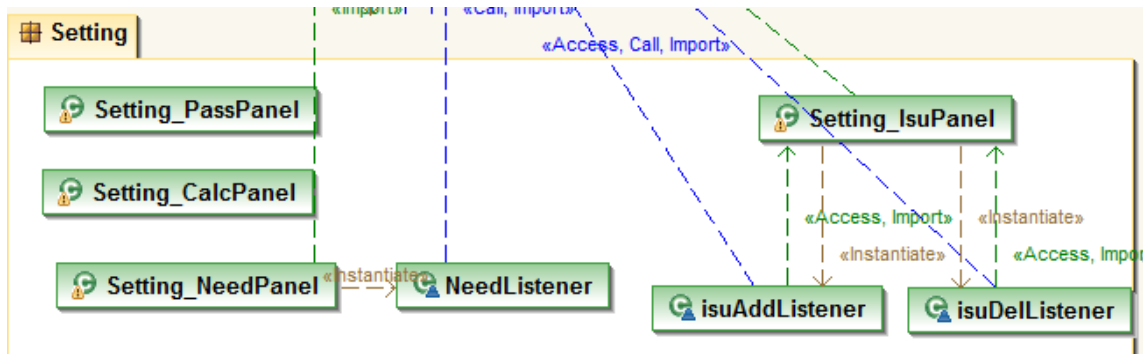 «Import»
«Call, Import»
Setting
«Access, Call, Import»
Setting_PassPanel
Setting_IsuPanel
Setting_CalcPanel
«Access, Import»
«Instantiate»
«Instantiate»
«Access, Impor
Setting_NeedPanel
«Instantiate»
NeedListener
isuAddListener
isuDelListener